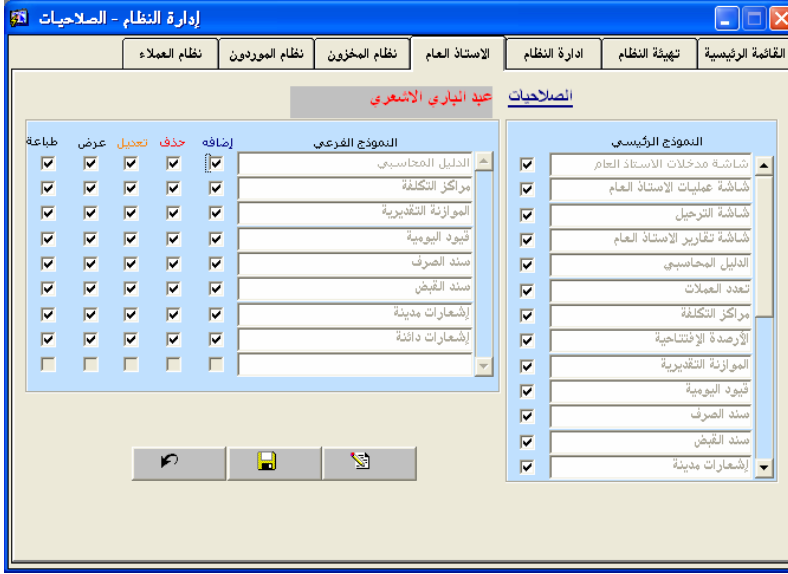 إدارة النظام - الصلاحيات
القائمة الرئيسية
تهيئة النظام
ادارة النظام
الاستاذ العام
نظام المخزون
نظام الموردون
نظام العملاء
الصلاحيات
عبد الباري الاشعري
النموذج الرئيسي
شاشة مدخلات الاستاذ العام
شاشة عمليات الاستاذ العام
شاشة الترحيل
شاشة تقارير الاستاذ العام
الدليل المحاسبي
تعدد العملات
مراكز التكلفة
الأرصدة الإفتتاحية
الموازنة التقديرية
قيود اليومية
سند الصرف
سند القبض
إشعارات مدينة
النموذج الفرعي إضافه حذف تعديل عرض طباعة
الدليل المحاسبي
مراكز التكلفة
الموازنة التقديرية
قيود اليومية
سند الصرف
سند القبض
إشعارات مدينة
إشعارات دائنة